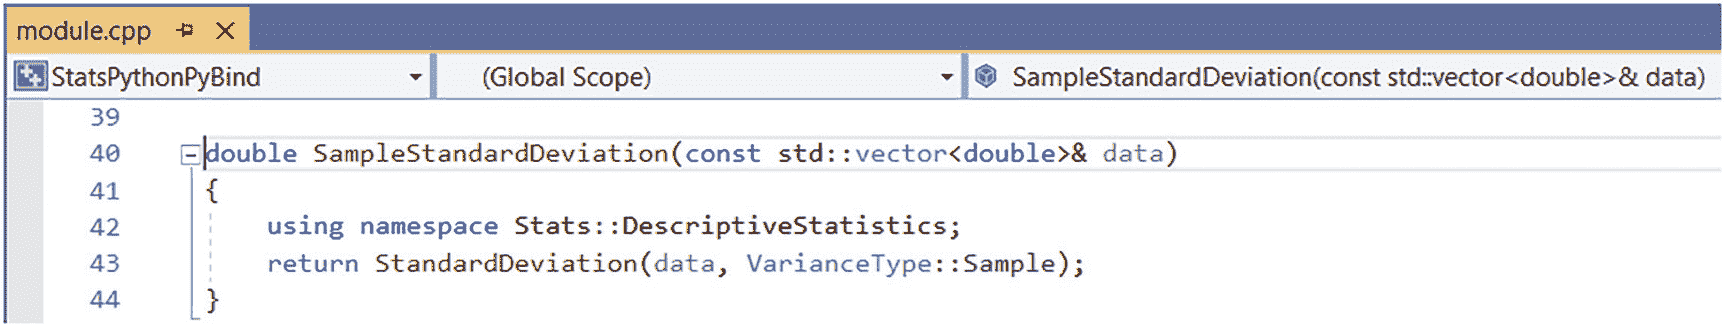 module.cpp
StatsPythonPyBind (Global Scope) SampleStandardDeviation(const std::vector<double>& data)
39
40 double SampleStandardDeviation(const std::vector<double>& data)
41 {
42 using namespace Stats::DescriptiveStatistics;
43 return StandardDeviation(data, VarianceType::Sample);
44 }